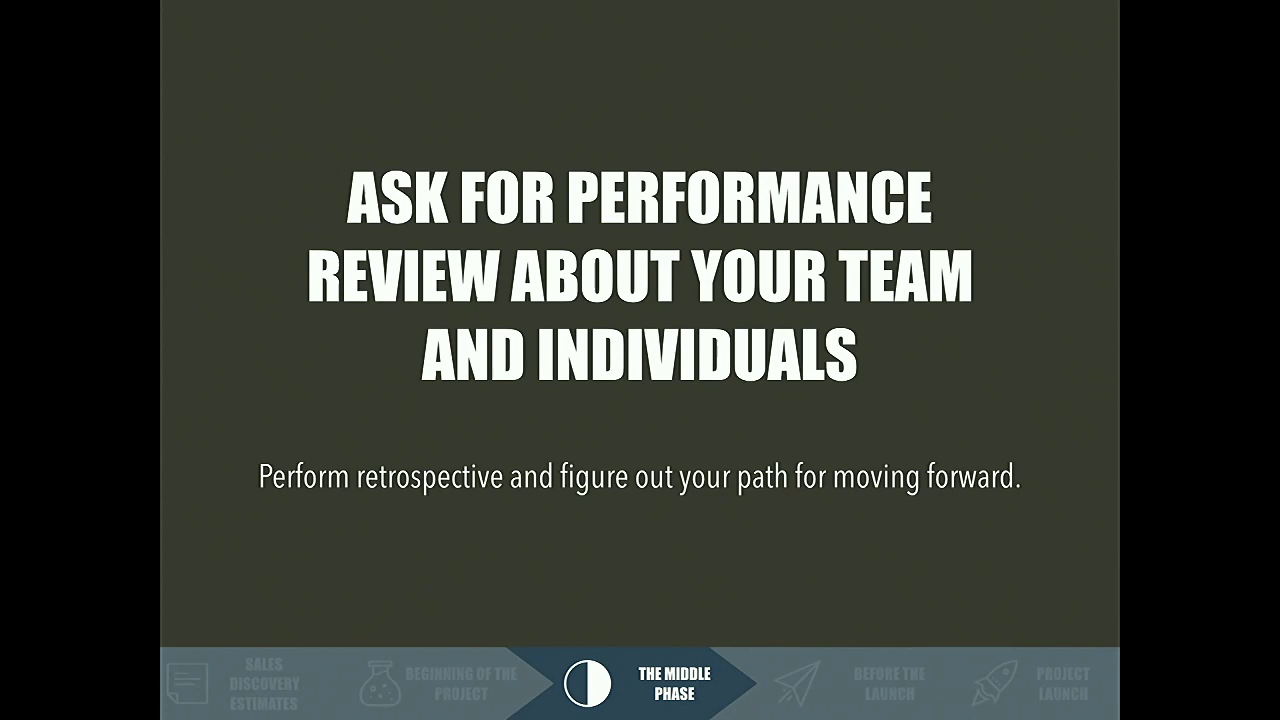 ASK FOR PERFORMANCE
REVIEW ABOUT YOUR TEAM
AND INDIVIDUALS
Perform retrospective and figure out your path for moving forward.
SALES
DISCOVERY
ESTIMATES
BEGINNING OF THE
PROJECT
THE MIDDLE
PHASE
BEFORE THE
LAUNCH
PROJECT
LAUNCH